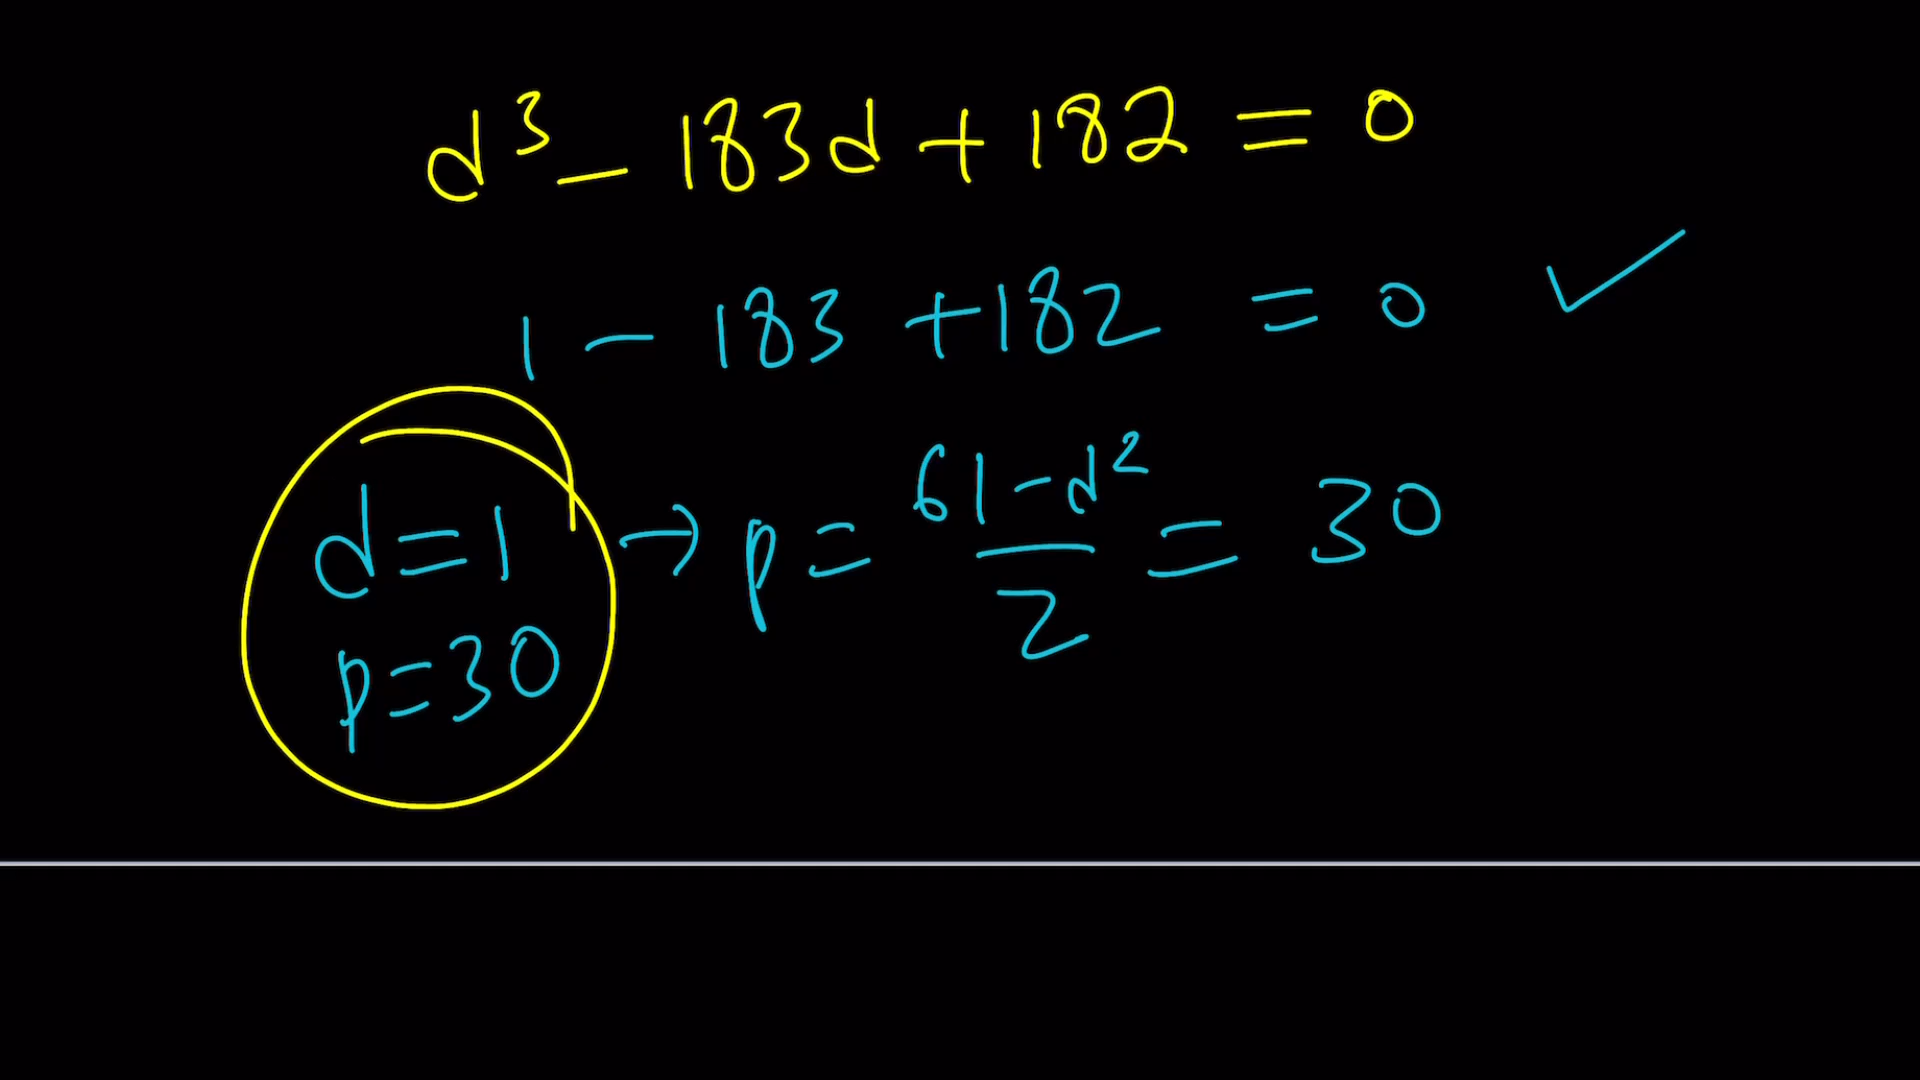 d³ - 183d + 182 = 0
1 - 183 + 182 = 0 ✓
d = 1 → p = (61 - d²)/2 = 30
p = 30